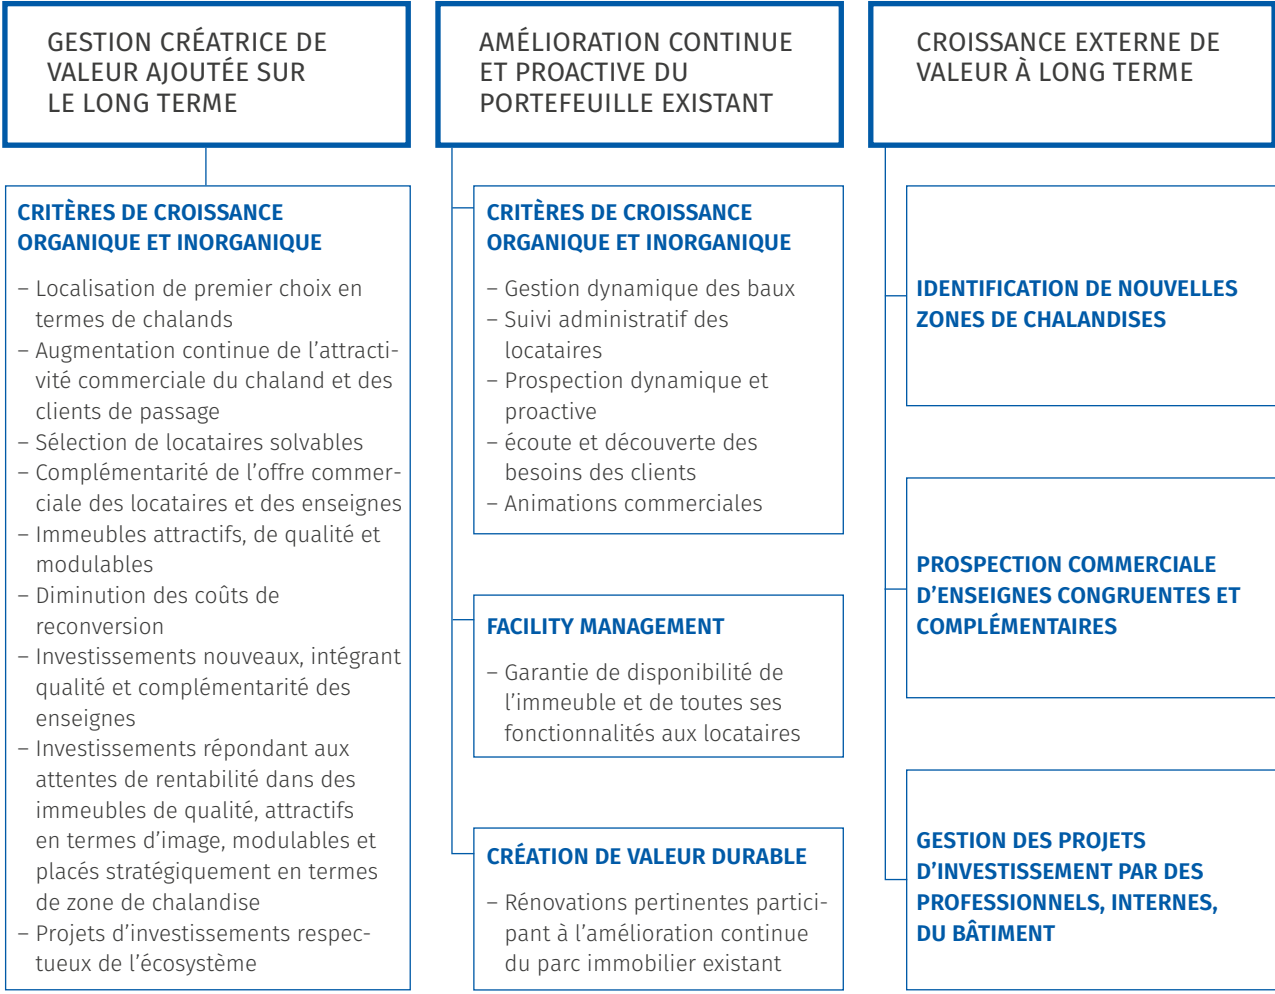 GESTION CRÉATRICE DE
VALEUR AJOUTÉE SUR
LE LONG TERME
CRITÈRES DE CROISSANCE
ORGANIQUE ET INORGANIQUE
– Localisation de premier choix en
termes de chalands
– Augmentation continue de l’attracti-
vité commerciale du chaland et des
clients de passage
– Sélection de locataires solvables
– Complémentarité de l’offre commer-
ciale des locataires et des enseignes
– Immeubles attractifs, de qualité et
modulables
– Diminution des coûts de
reconversion
– Investissements nouveaux, intégrant
qualité et complémentarité des
enseignes
– Investissements répondant aux
attentes de rentabilité dans des
immeubles de qualité, attractifs
en termes d’image, modulables et
placés stratégiquement en termes
de zone de chalandise
– Projets d’investissements respec-
tueux de l’écosystème
AMÉLIORATION CONTINUE
ET PROACTIVE DU
PORTEFEUILLE EXISTANT
CRITÈRES DE CROISSANCE
ORGANIQUE ET INORGANIQUE
– Gestion dynamique des baux
– Suivi administratif des
locataires
– Prospection dynamique et
proactive
– écoute et découverte des
besoins des clients
– Animations commerciales
FACILITY MANAGEMENT
– Garantie de disponibilité de
l’immeuble et de toutes ses
fonctionnalités aux locataires
CRÉATION DE VALEUR DURABLE
– Rénovations pertinentes partici-
pant à l’amélioration continue
du parc immobilier existant
CROISSANCE EXTERNE DE
VALEUR À LONG TERME
IDENTIFICATION DE NOUVELLES
ZONES DE CHALANDISES
PROSPECTION COMMERCIALE
D’ENSEIGNES CONGRUENTES ET
COMPLÉMENTAIRES
GESTION DES PROJETS
D’INVESTISSEMENT PAR DES
PROFESSIONNELS, INTERNES,
DU BÂTIMENT